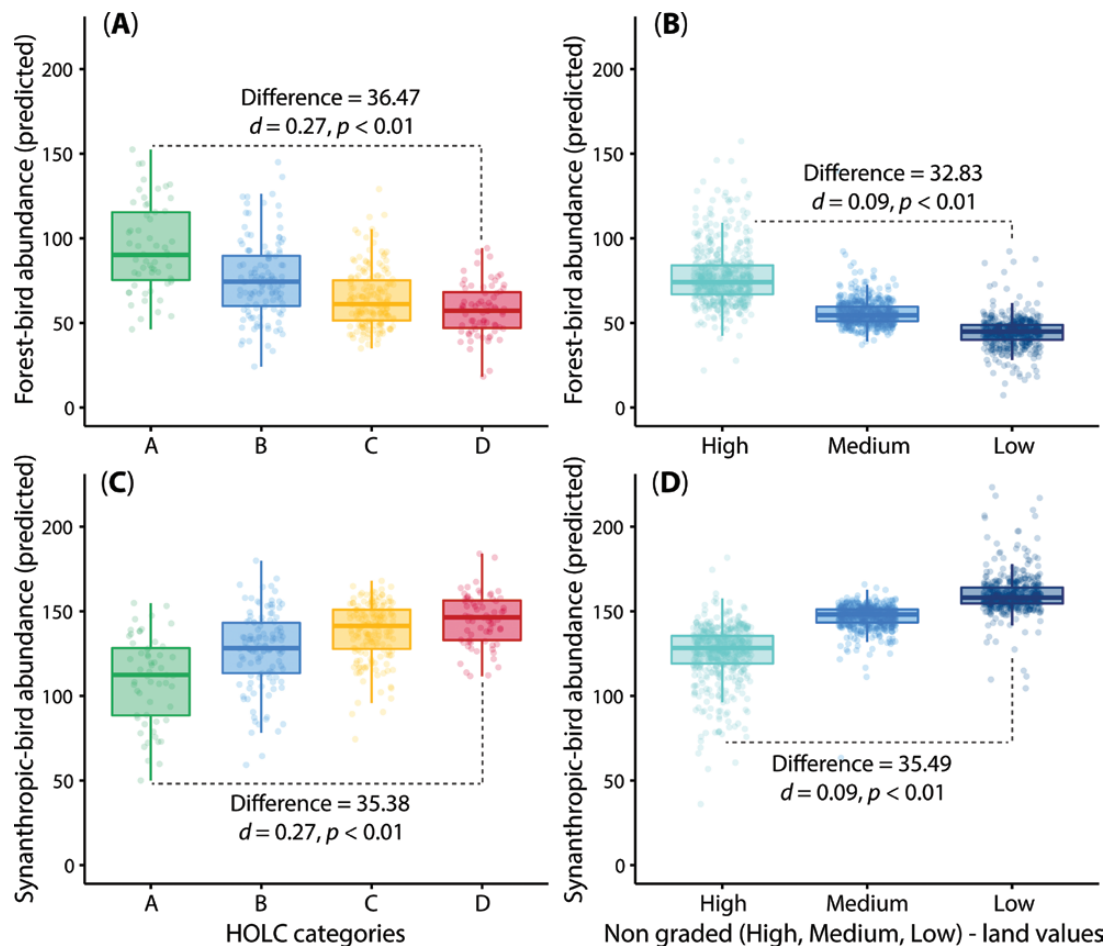 (A)
Forest-bird abundance (predicted)
200
150
100
50
0
Difference = 36.47
d = 0.27, p < 0.01
A B C D
(B)
Forest-bird abundance (predicted)
200
150
100
50
0
Difference = 32.83
d = 0.09, p < 0.01
High Medium Low
(C)
Synanthropic-bird abundance (predicted)
200
150
100
50
0
Difference = 35.38
d = 0.27, p < 0.01
A B C D
HOLC categories
(D)
Synanthropic-bird abundance (predicted)
200
150
100
50
0
Difference = 35.49
d = 0.09, p < 0.01
High Medium Low
Non graded (High, Medium, Low) - land values